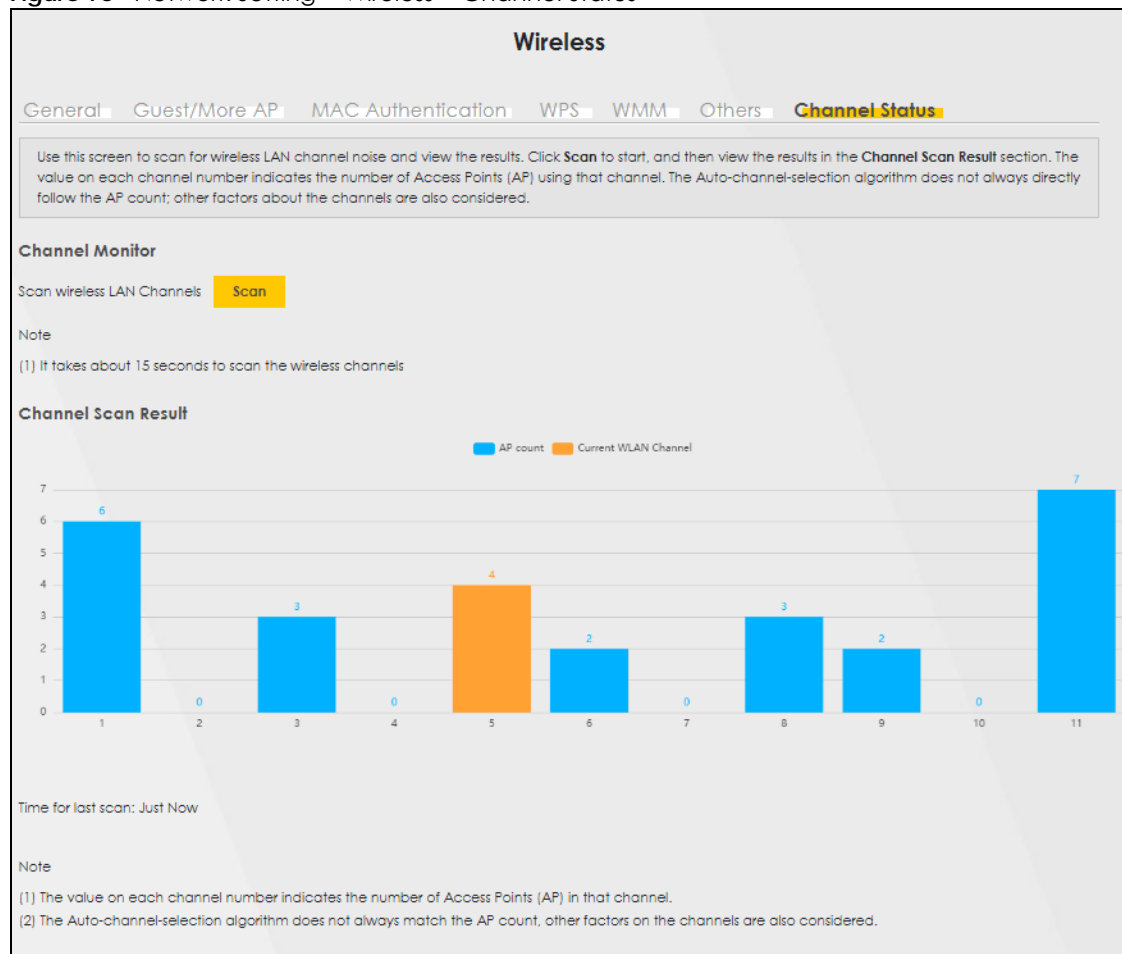 Wireless
General Guest/More AP MAC Authentication WPS WMM Others Channel Status
Use this screen to scan for wireless LAN channel noise and view the results. Click Scan to start, and then view the results in the Channel Scan Result section. The
value on each channel number indicates the number of Access Points (AP) using that channel. The Auto-channel-selection algorithm does not always directly
follow the AP count; other factors about the channels are also considered.
Channel Monitor
Scan wireless LAN Channels Scan
Note
(1) It takes about 15 seconds to scan the wireless channels
Channel Scan Result
AP count Current WLAN Channel
7
6
5
4
3
2
1
0
6 0 3 0 4 2 0 3 2 0 7
1 2 3 4 5 6 7 8 9 10 11
Time for last scan: Just Now
Note
(1) The value on each channel number indicates the number of Access Points (AP) in that channel.
(2) The Auto-channel-selection algorithm does not always match the AP count, other factors on the channels are also considered.